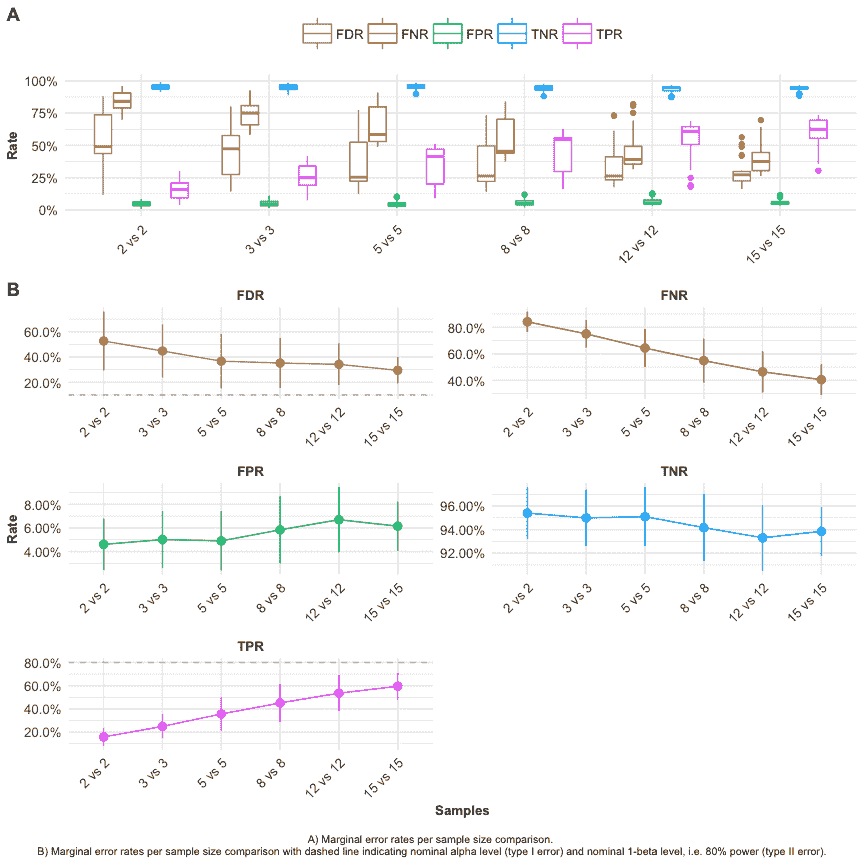 A
FDR FNR FPR TNR TPR
100%
75%
50%
25%
0%
Rate
2 vs 2 3 vs 3 5 vs 5 8 vs 8 12 vs 12 15 vs 15
B
FDR
60.0%
40.0%
20.0%
2 vs 2 3 vs 3 5 vs 5 8 vs 8 12 vs 12 15 vs 15
FNR
80.0%
60.0%
40.0%
2 vs 2 3 vs 3 5 vs 5 8 vs 8 12 vs 12 15 vs 15
FPR
8.00%
6.00%
4.00%
Rate
2 vs 2 3 vs 3 5 vs 5 8 vs 8 12 vs 12 15 vs 15
TNR
96.00%
94.00%
92.00%
2 vs 2 3 vs 3 5 vs 5 8 vs 8 12 vs 12 15 vs 15
TPR
80.0%
60.0%
40.0%
20.0%
2 vs 2 3 vs 3 5 vs 5 8 vs 8 12 vs 12 15 vs 15
Samples
A) Marginal error rates per sample size comparison.
B) Marginal error rates per sample size comparison with dashed line indicating nominal alpha level (type I error) and nominal 1-beta level, i.e. 80% power (type II error).